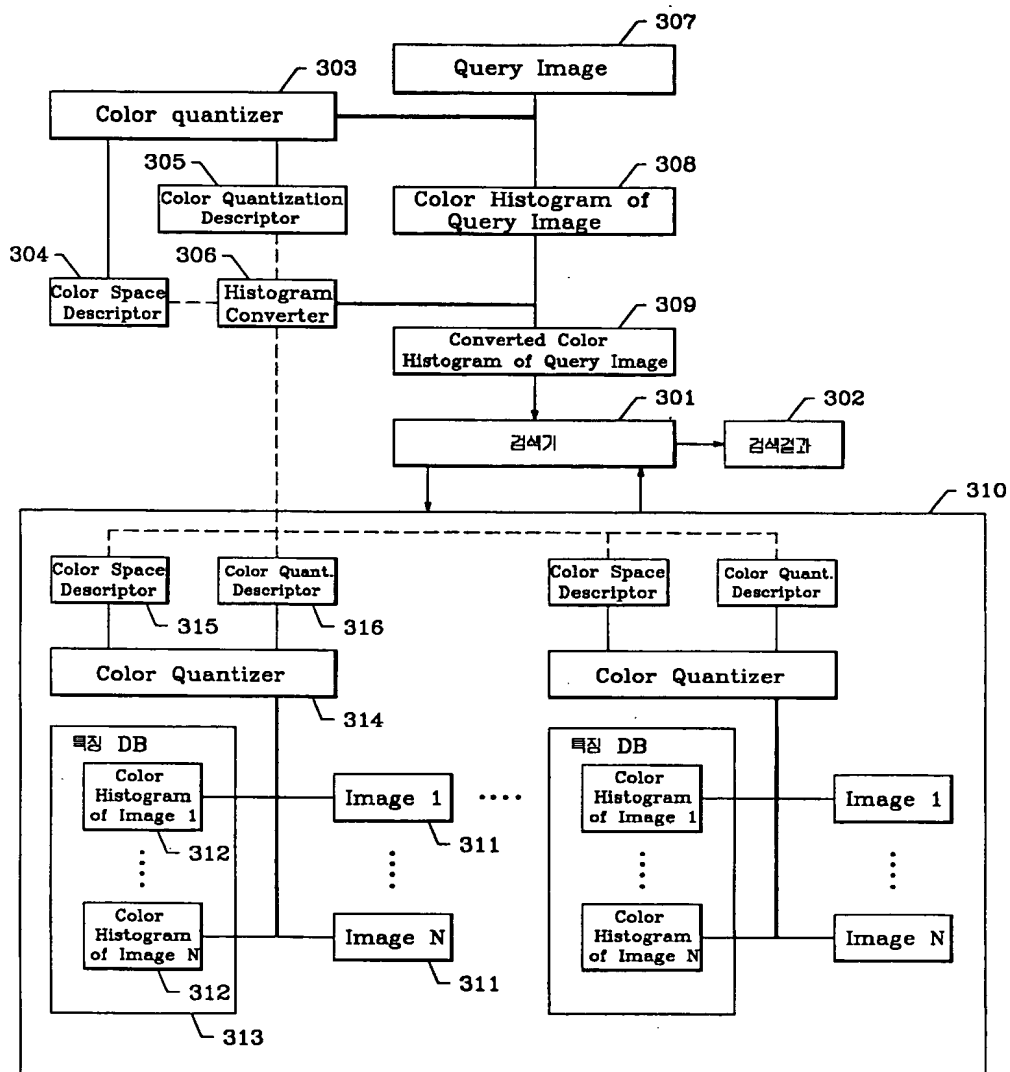 307
Query Image
303
Color quantizer
305
308
Color Quantization
Descriptor
Color Histogram of
Query Image
304
306
Color Space
Descriptor
Histogram
Converter
309
Converted Color
Histogram of Query Image
301
302
검색기
검색결과
310
Color Space
Descriptor
Color Quant.
Descriptor
Color Space
Descriptor
Color Quant.
Descriptor
315
316
Color Quantizer
Color Quantizer
314
특징 DB
특징 DB
Color
Histogram
of Image 1
Image 1
Color
Histogram
of Image 1
Image 1
312
311
Color
Histogram
of Image N
Image N
Color
Histogram
of Image N
Image N
312
311
313